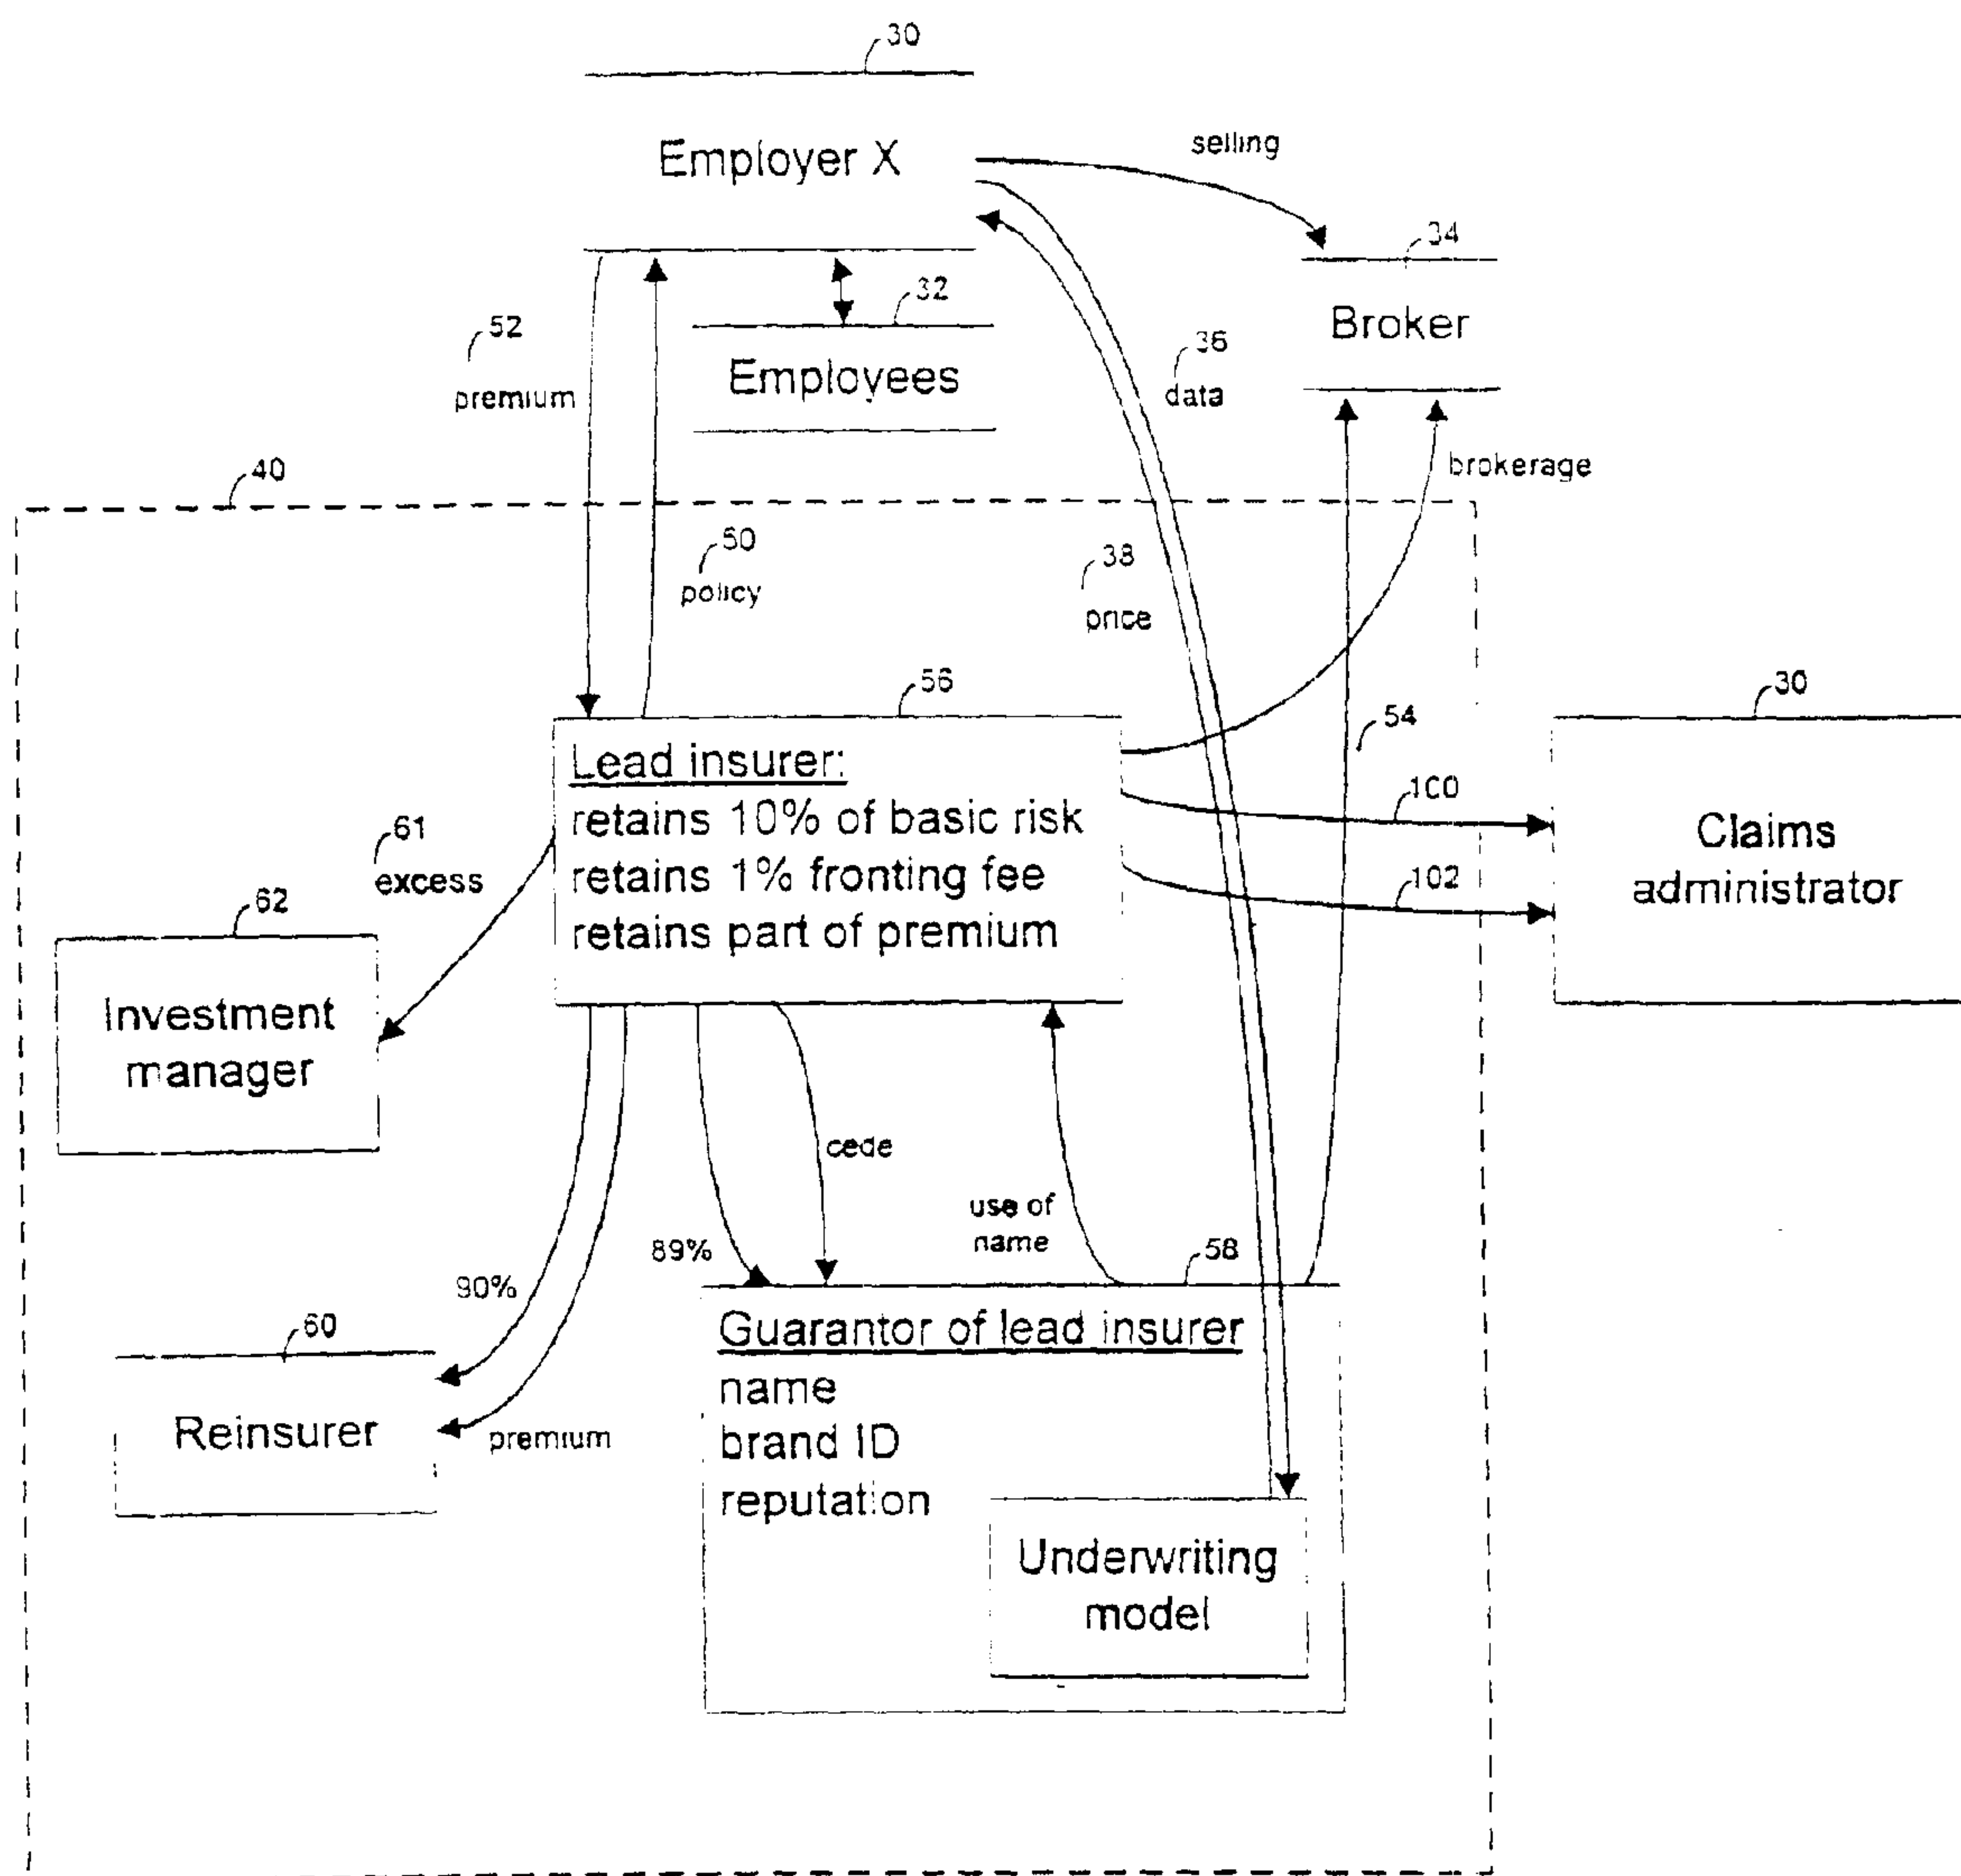 30
Employer X
selling
34
Broker
32
Employees
52
premium
36
data
brokerage
40
50
policy
38
price
56
Lead insurer:
retains 10% of basic risk
retains 1% fronting fee
retains part of premium
54
100
102
30
Claims
administrator
61
excess
62
Investment
manager
cede
use of
name
89%
90%
58
60
Reinsurer
premium
Guarantor of lead insurer
name
brand ID
reputation
Underwriting
model